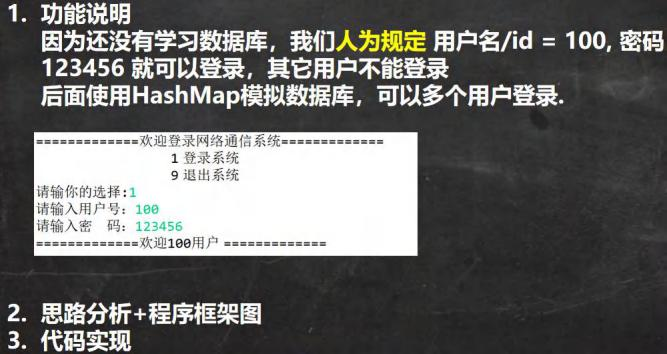 1. 功能说明
因为还没有学习数据库，我们人为规定 用户名/id = 100, 密码
123456 就可以登录，其它用户不能登录
后面使用HashMap模拟数据库，可以多个用户登录.
=============欢迎登录网络通信系统=============
1 登录系统
9 退出系统
请输你的选择:1
请输入用户号: 100
请输入密 码: 123456
=============欢迎100用户 =============
2. 思路分析+程序框架图
3. 代码实现